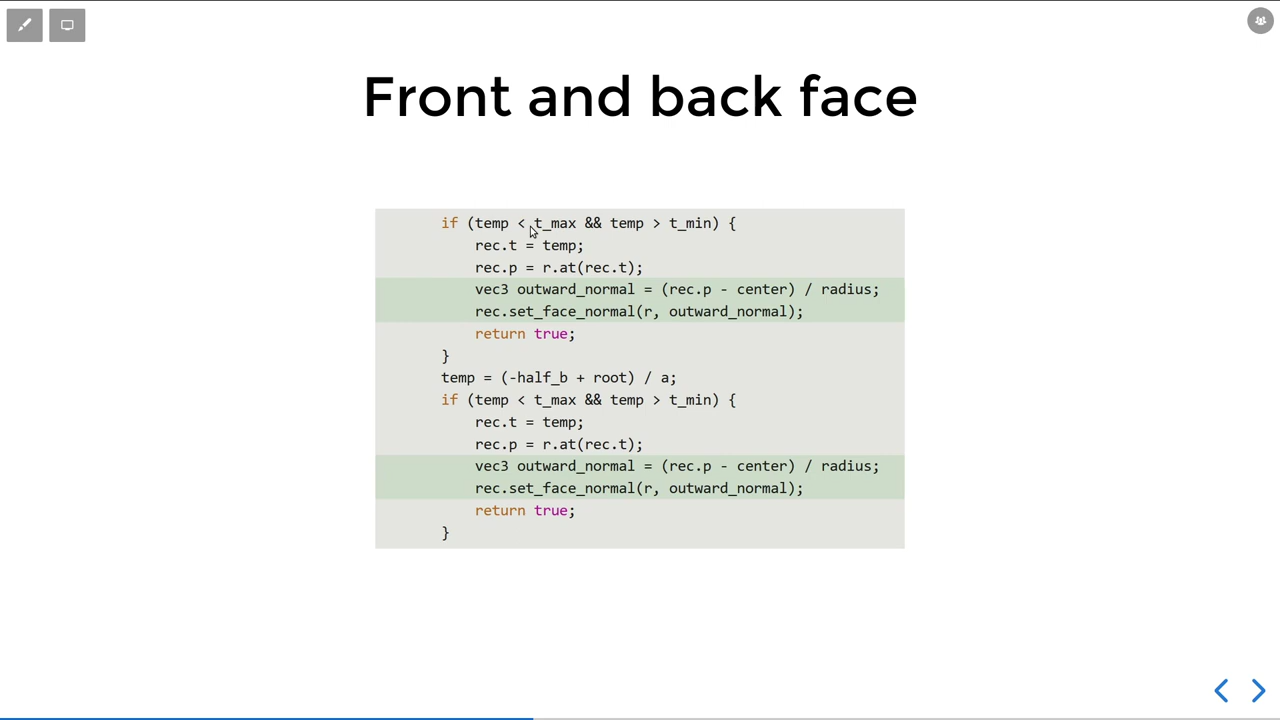 Front and back face
if (temp < t_max && temp > t_min) {
rec.t = temp;
rec.p = r.at(rec.t);
vec3 outward_normal = (rec.p - center) / radius;
rec.set_face_normal(r, outward_normal);
return true;
}
temp = (-half_b + root) / a;
if (temp < t_max && temp > t_min) {
rec.t = temp;
rec.p = r.at(rec.t);
vec3 outward_normal = (rec.p - center) / radius;
rec.set_face_normal(r, outward_normal);
return true;
}